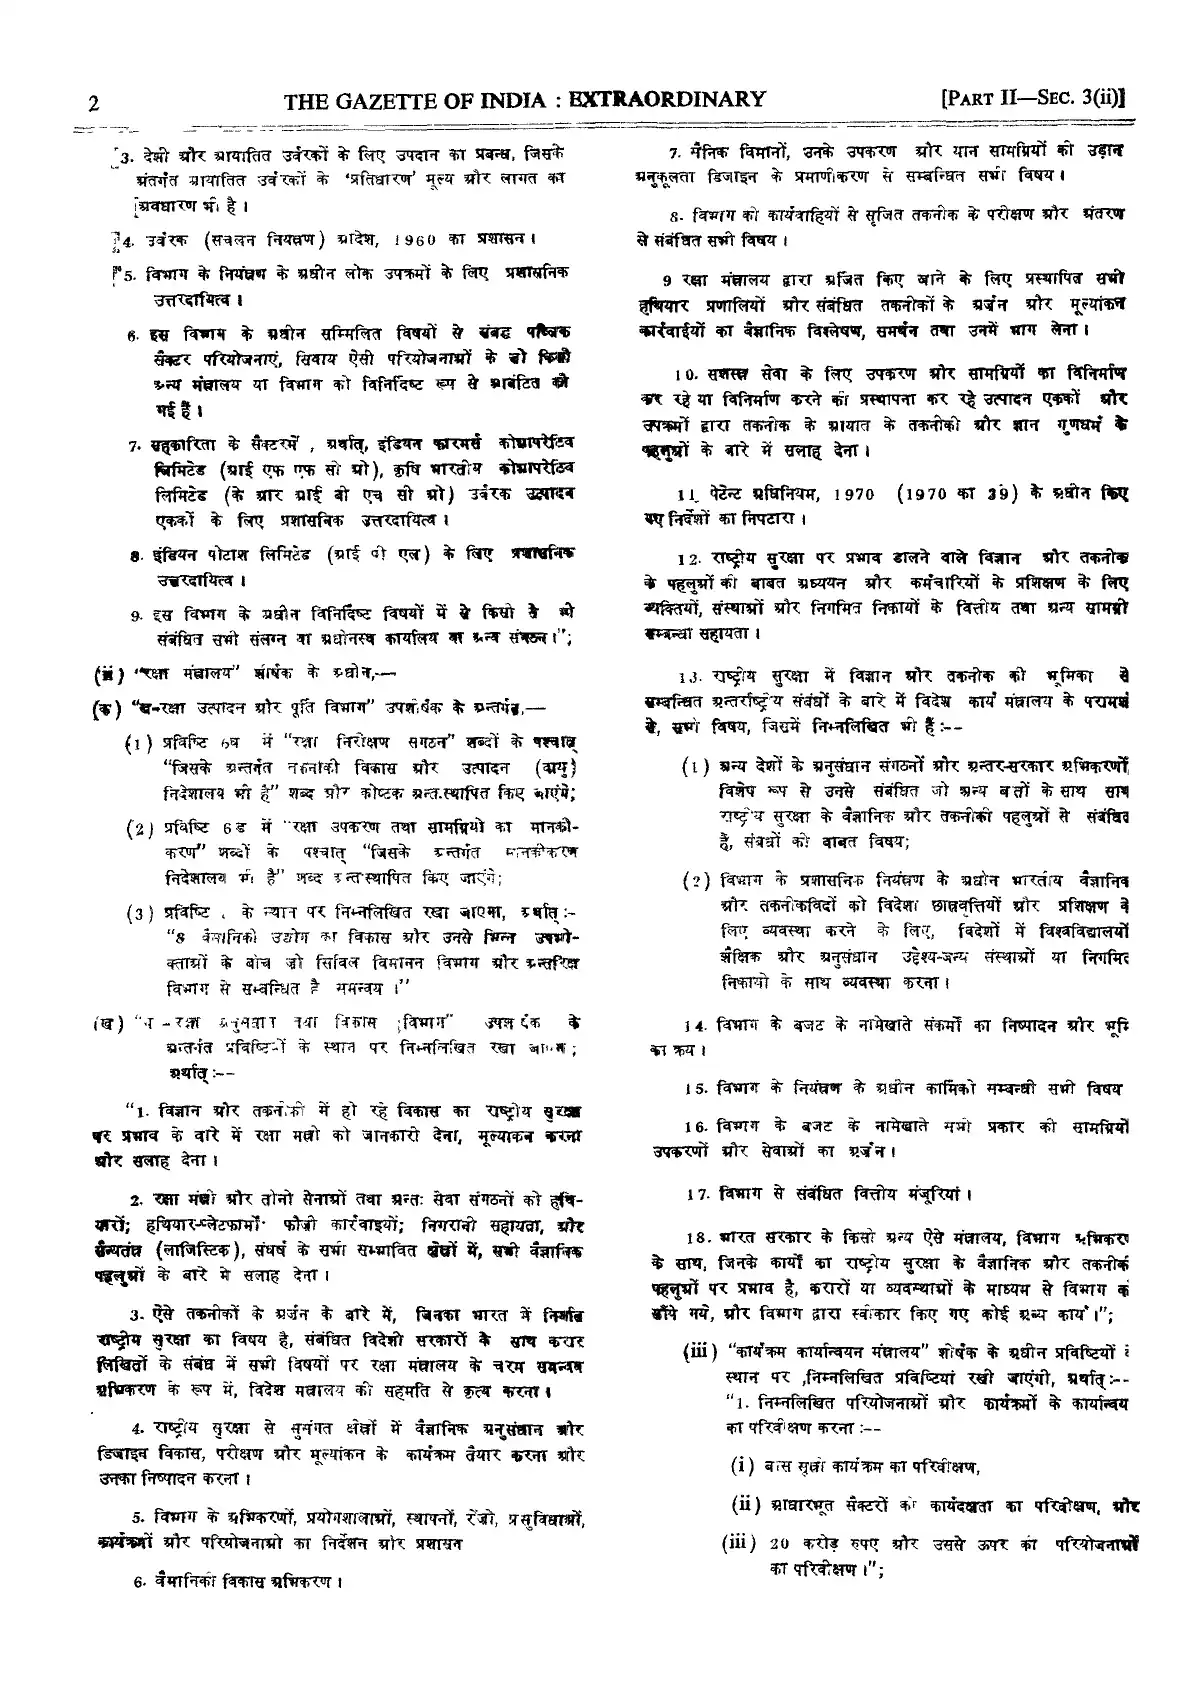 2
THE GAZETTE OF INDIA : EXTRAORDINARY
[PART II—SEC. 3(ii)]
3. देशी और आयातित उर्वरकों के लिए उपदान का प्रबन्ध, जिसके
अंतर्गत आयातित उर्वरकों के ‘प्रतिधारण’ मूल्य और लागत का
अवधारण भी है ।
4. उर्वरक (संचलन नियंत्रण) आदेश, 1960 का प्रशासन ।
5. विभाग के नियंत्रण के अधीन लोक उपक्रमों के लिए प्रशासनिक
उत्तरदायित्व ।
6. इस विभाग के अधीन सम्मिलित विषयों से संबद्ध पब्लिक
सैक्टर परियोजनाएं, सिवाय ऐसी परियोजनाओं के जो किसी
अन्य मंत्रालय या विभाग को विनिर्दिष्ट रूप से आबंटित की
गई हैं ।
7. सहकारिता के सैक्टरमें , अर्थात्, इंडियन फारमर्स कोआपरेटिव
लिमिटेड (आई एफ एफ सी ओ), कृषि भारतीय कोआपरेटिव
लिमिटेड (के आर आई बी एच सी ओ) उर्वरक उत्पादन
एककों के लिए प्रशासनिक उत्तरदायित्व ।
8. इंडियन पोटाश लिमिटेड (आई पी एल) के लिए प्रशासनिक
उत्तरदायित्व ।
9. इस विभाग के अधीन विनिर्दिष्ट विषयों में से किसी से भी
संबंधित सभी संलग्न या अधीनस्थ कार्यालय या अन्य संगठन ।”;
(ii) “रक्षा मंत्रालय” शीर्षक के अधीन,—
(क) “ख-रक्षा उत्पादन और पूर्ति विभाग” उपशीर्षक के अन्तर्गत,—
(1) प्रविष्टि 6घ में “रक्षा निरीक्षण संगठन” शब्दों के पश्चात्
“जिसके अन्तर्गत तकनीकी विकास और उत्पादन (वायु)
निदेशालय भी है” शब्द और कोष्टक अन्त.स्थापित किए जाएंगे;
(2) प्रविष्टि 6ङ में “रक्षा उपकरण तथा सामग्रियों का मानकी-
करण” शब्दों के पश्चात् “जिसके अन्तर्गत मानकीकरण
निदेशालय भी है” शब्द अन्तःस्थापित किए जाएंगे;
(3) प्रविष्टि के स्थान पर निम्नलिखित रखा जाएगा, अर्थात् :-
“8 वैमानिकी उद्योग का विकास और उनसे भिन्न उपभो-
क्ताओं के बीच जो सिविल विमानन विभाग और अन्तरिक्ष
विभाग से सम्बन्धित है समन्वय ।”
(ख) “ग - रक्षा अनुसंधान तथा विकास विभाग” उपशीर्षक के
अन्तर्गत प्रविष्टियों के स्थान पर निम्नलिखित रखा जाएगा ;
अर्थात् :--
“1. विज्ञान और तकनीकी में हो रहे विकास का राष्ट्रीय सुरक्षा
पर प्रभाव के बारे में रक्षा मंत्री को जानकारी देना, मूल्यांकन करना
और सलाह देना ।
2. रक्षा मंत्री और तीनों सेनाओं तथा अन्तः सेवा संगठनों को हथि-
यारों; हथियार-प्लेटफार्मों फौजी कार्रवाइयों; निगरानी सहायता, और
सैन्यतंत्र (लाजिस्टिक), संघर्ष के सभी सम्भावित क्षेत्रों में, सभी वैज्ञानिक
पहलुओं के बारे मे सलाह देना ।
3. ऐसे तकनीकों के अर्जन के बारे में, जिनका भारत में निर्यात
राष्ट्रीय सुरक्षा का विषय है, संबंधित विदेशी सरकारों के साथ करार
लिखितों के संबंध में सभी विषयों पर रक्षा मंत्रालय के चरम समन्वय
अभिकरण के रूप में, विदेश मंत्रालय की सहमति से कृत्य करना ।
4. राष्ट्रीय सुरक्षा से सुसंगत क्षेत्रों में वैज्ञानिक अनुसंधान और
डिजाइन विकास, परीक्षण और मूल्यांकन के कार्यक्रम तैयार करना और
उनका निष्पादन करना ।
5. विभाग के अभिकरणों, प्रयोगशालाओं, स्थापनों, रेंजों, प्रसुविधाओं,
कार्यक्रमों और परियोजनाओं का निर्देशन और प्रशासन
6. वैमानिकी विकास अभिकरण ।
7. सैनिक विमानों, उनके उपकरण और यान सामग्रियों की उड़ान
अनुकूलता डिजाइन के प्रमाणीकरण से सम्बन्धित सभी विषय ।
8. विभाग की कार्यवाहियों से सृजित तकनीक के परीक्षण और अंतरण
से संबंधित सभी विषय ।
9 रक्षा मंत्रालय द्वारा अर्जित किए जाने के लिए प्रस्थापित सभी
हथियार प्रणालियों और संबंधित तकनीकों के अर्जन और मूल्यांकन
कार्रवाईयों का वैज्ञानिक विश्लेषण, समर्थन तथा उनमें भाग लेना ।
10. सशस्त्र सेवा के लिए उपकरण और सामग्रियों का विनिर्माण
कर रहे या विनिर्माण करने की प्रस्थापना कर रहे उत्पादन एककों और
उपक्रमों द्वारा तकनीक के आयात के तकनीकी और ज्ञान गुणधर्म के
पहलुओं के बारे में सलाह देना ।
11. पेटेन्ट अधिनियम, 1970 (1970 का 39) के अधीन किए
गए निर्देशों का निपटारा ।
12. राष्ट्रीय सुरक्षा पर प्रभाव डालने वाले विज्ञान और तकनीक
के पहलुओं की बाबत अध्ययन और कर्मचारियों के प्रशिक्षण के लिए
व्यक्तियों, संस्थाओं और निगमित निकायों के वित्तीय तथा अन्य सामग्री
सम्बन्धी सहायता ।
13. राष्ट्रीय सुरक्षा में विज्ञान और तकनीक की भूमिका से
सम्बन्धित अन्तर्राष्ट्रीय संबंधों के बारे में विदेश कार्य मंत्रालय के परामर्श
से, सभी विषय, जिसमें निम्नलिखित भी हैं :--
(1) अन्य देशों के अनुसंधान संगठनों और अन्तर-सरकार अभिकरणों,
विशेष रूप से उनसे संबंधित जो अन्य बातों के साथ साथ
राष्ट्रीय सुरक्षा के वैज्ञानिक और तकनीकी पहलुओं से संबंधित
हैं, संबधों की बाबत विषय;
(2) विभाग के प्रशासनिक नियंत्रण के अधीन भारतीय वैज्ञानिक
और तकनीकविदों को विदेशी छात्रवृत्तियों और प्रशिक्षण के
लिए व्यवस्था करने के लिए, विदेशों में विश्वविद्यालयों
शैक्षिक और अनुसंधान उद्देश्य-जन्य संस्थाओं या निगमित
निकायों के साथ व्यवस्था करना ।
14. विभाग के बजट के नामेखाते संकर्मों का निष्पादन और भूमि
का क्रय ।
15. विभाग के नियंत्रण के अधीन कार्मिकों सम्बन्धी सभी विषय
16. विभाग के बजट के नामेखाते सभी प्रकार की सामग्रियों
उपकरणों और सेवाओं का अर्जन ।
17. विभाग से संबंधित वित्तीय मंजूरियां ।
18. भारत सरकार के किसी अन्य ऐसे मंत्रालय, विभाग अभिकरण
के साथ, जिनके कार्यों का राष्ट्रीय सुरक्षा के वैज्ञानिक और तकनीकी
पहलुओं पर प्रभाव है, करारों या व्यवस्थाओं के माध्यम से विभाग को
सौंपे गये, और विभाग द्वारा स्वीकार किए गए कोई अन्य कार्य ।”;
(iii) “कार्यक्रम कार्यान्वयन मंत्रालय” शीर्षक के अधीन प्रविष्टियों के
स्थान पर ,निम्नलिखित प्रविष्टियां रखी जाएंगी, अर्थात् :--
“1. निम्नलिखित परियोजनाओं और कार्यक्रमों के कार्यान्वय
का परिवीक्षण करना :--
(i) बीस सूत्री कार्यक्रम का परिवीक्षण,
(ii) आधारभूत सैक्टरों की कार्यदक्षता का परिवीक्षण, और
(iii) 20 करोड़ रुपए और उससे ऊपर की परियोजनाओं
का परिवीक्षण ।”;